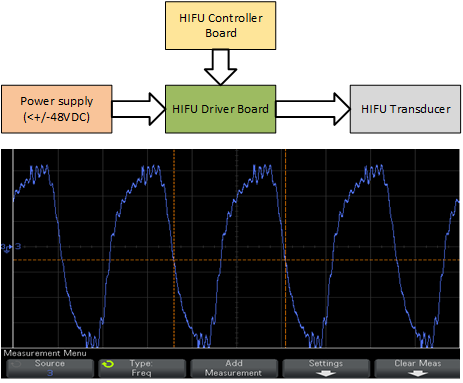 HIFU Controller
Board
Power supply
(<+/-48VDC)
HIFU Driver Board
HIFU Transducer
3
Measurement Menu
Source
3
Type:
Freq
Add
Measurement
Settings
Clear Meas